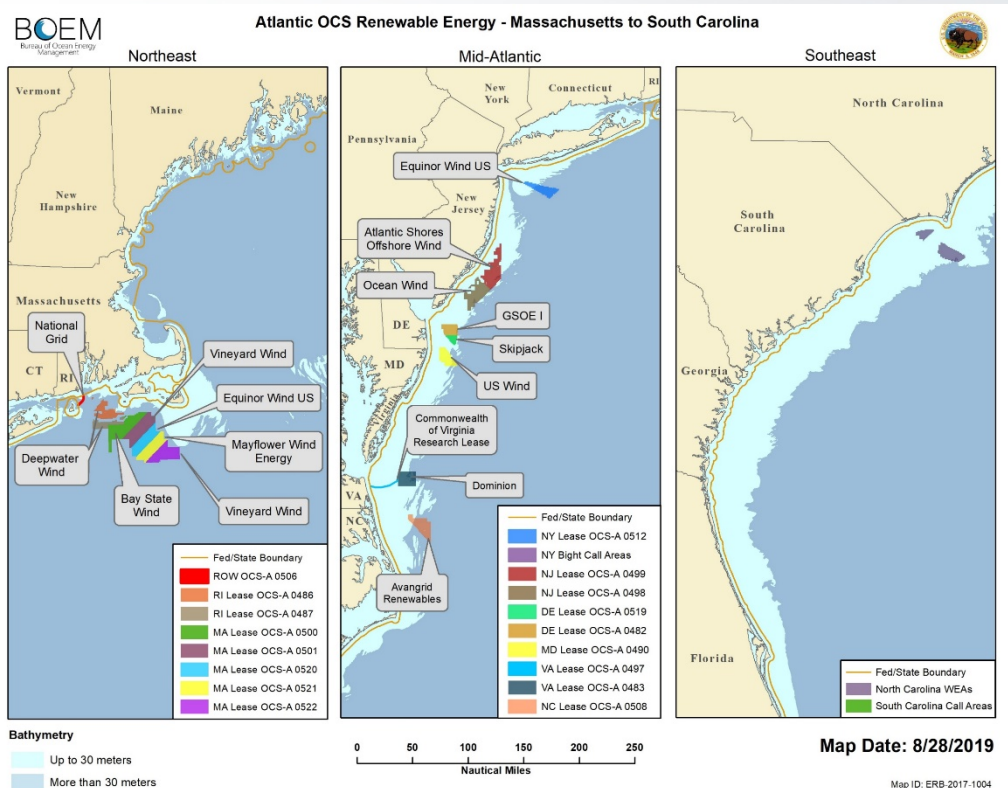 BOEM
Bureau of Ocean Energy
Management
Atlantic OCS Renewable Energy - Massachusetts to South Carolina
Northeast
Vermont
Maine
New
Hampshire
Massachusetts
National
Grid
CT
RI
Vineyard Wind
Equinor Wind US
Mayflower Wind
Energy
Deepwater
Wind
Bay State
Wind
Vineyard Wind
Fed/State Boundary
ROW OCS-A 0506
RI Lease OCS-A 0486
RI Lease OCS-A 0487
MA Lease OCS-A 0500
MA Lease OCS-A 0501
MA Lease OCS-A 0520
MA Lease OCS-A 0521
MA Lease OCS-A 0522
Mid-Atlantic
New
York
Connecticut
RI
Pennsylvania
Equinor Wind US
New
Jersey
Atlantic Shores
Offshore Wind
Ocean Wind
DE
GSOE I
Skipjack
MD
US Wind
Virginia
Commonwealth
of Virginia
Research Lease
Dominion
VA
NC
Avangrid
Renewables
Fed/State Boundary
NY Lease OCS-A 0512
NY Bight Call Areas
NJ Lease OCS-A 0499
NJ Lease OCS-A 0498
DE Lease OCS-A 0519
DE Lease OCS-A 0482
MD Lease OCS-A 0490
VA Lease OCS-A 0497
VA Lease OCS-A 0483
NC Lease OCS-A 0508
Southeast
North Carolina
South
Carolina
Georgia
Florida
Fed/State Boundary
North Carolina WEAs
South Carolina Call Areas
Bathymetry
Up to 30 meters
More than 30 meters
0 50 100 150 200 250
Nautical Miles
Map Date: 8/28/2019
Map ID: ERB-2017-1004